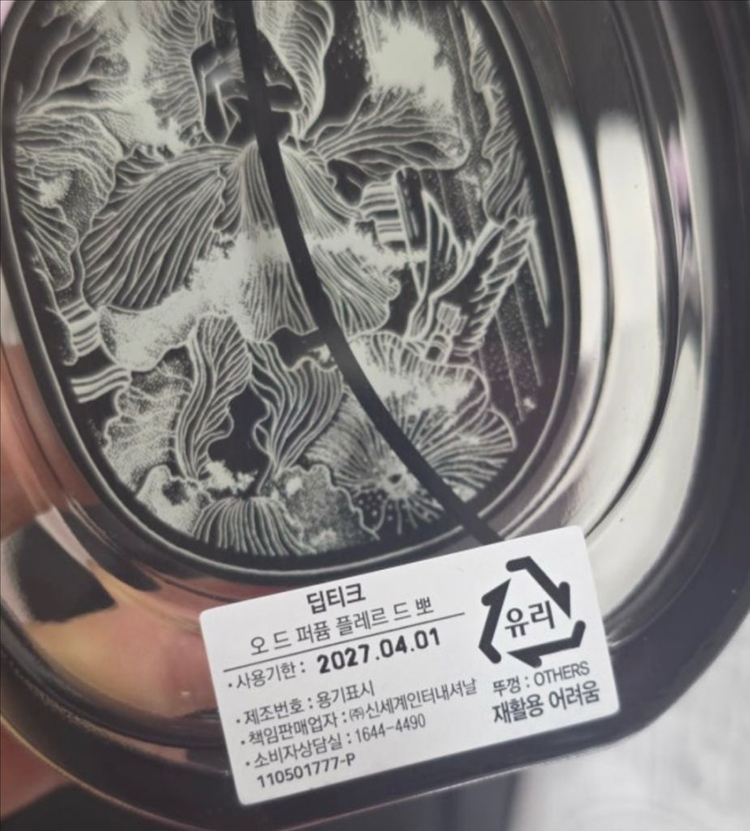 딥티크
오 드 퍼퓸 플레르 드 뽀
•사용기한 : 2027.04.01
•제조번호 : 용기표시
•책임판매업자 : ㈜신세계인터내셔날
•소비자상담실 : 1644-4490
110501777-P
유리
뚜껑 : OTHERS
재활용 어려움